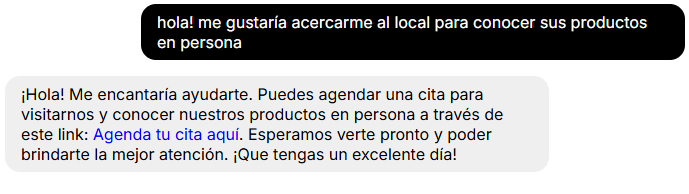 hola! me gustaría acercarme al local para conocer sus productos
en persona
¡Hola! Me encantaría ayudarte. Puedes agendar una cita para
visitarnos y conocer nuestros productos en persona a través de
este link: Agenda tu cita aquí. Esperamos verte pronto y poder
brindarte la mejor atención. ¡Que tengas un excelente día!